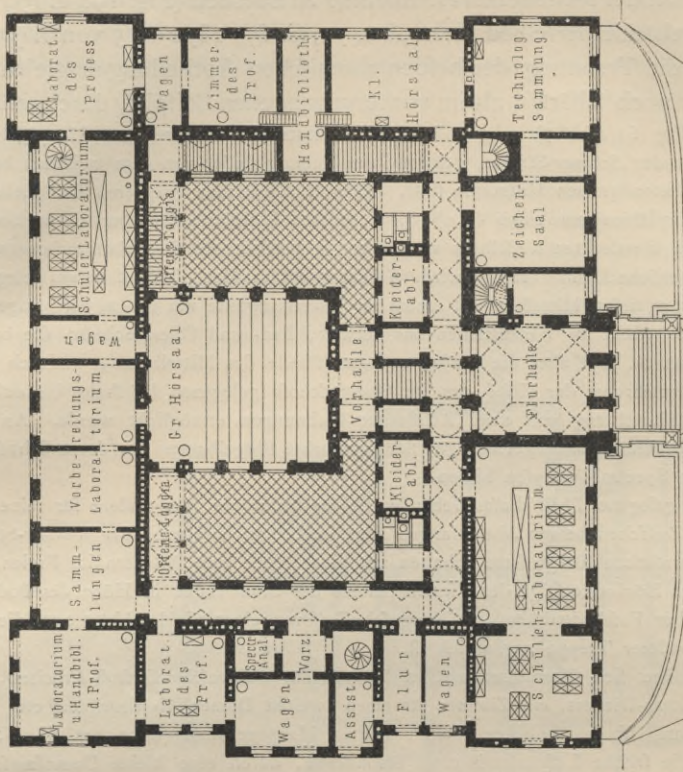 Laborat.
des
Profess
Wagen
Zimmer
des
Prof.
Handbiblioth.
Kl.
Hörsaal
Technolog
Sammlung.
Schüler Laboratorium
Offene Loggia
Zeichen-
Saal
Kleider-
abl.
Wagen
Gr. Hörsaal
Vorhalle
Flurhalle
Vorbe-
reitungs-
Labora-
torium
Kleider-
abl.
Offene Loggia
Samm-
lungen
Schüler-Laboratorium
Laboratorium
u Handbibl.
d. Prof.
Laborat
des
Prof.
Spectr
Anal.
Vorz
Wagen
Assist.
Flur
Wagen